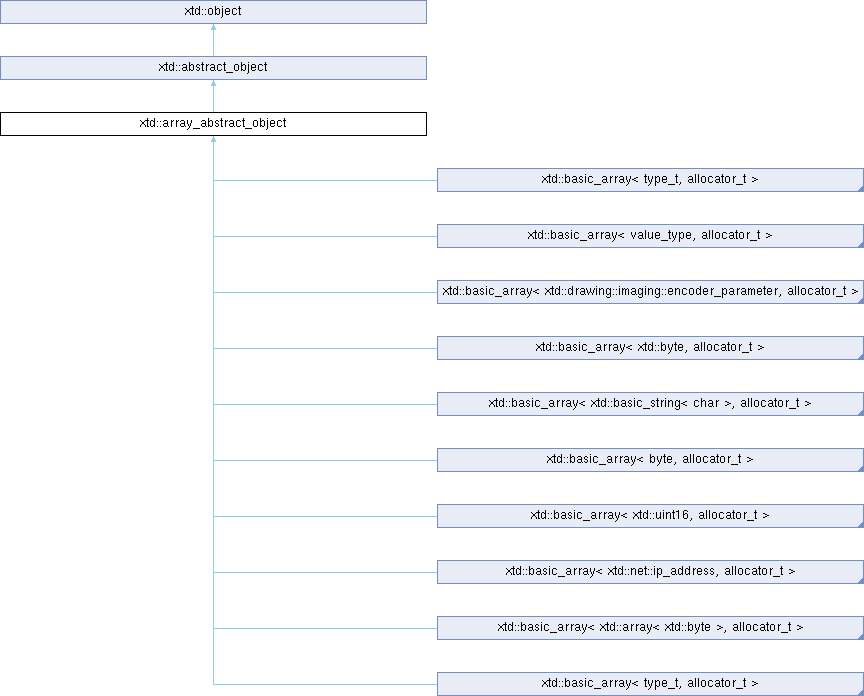 xtd::object
xtd::abstract_object
xtd::array_abstract_object
xtd::basic_array< type_t, allocator_t >
xtd::basic_array< value_type, allocator_t >
xtd::basic_array< xtd::drawing::imaging::encoder_parameter, allocator_t >
xtd::basic_array< xtd::byte, allocator_t >
xtd::basic_array< xtd::basic_string< char >, allocator_t >
xtd::basic_array< byte, allocator_t >
xtd::basic_array< xtd::uint16, allocator_t >
xtd::basic_array< xtd::net::ip_address, allocator_t >
xtd::basic_array< xtd::array< xtd::byte >, allocator_t >
xtd::basic_array< type_t, allocator_t >